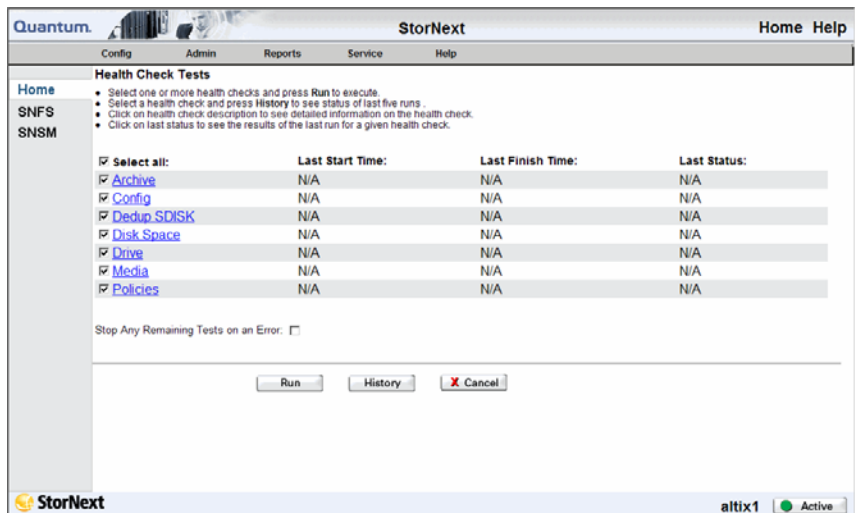 Quantum. StorNext Home Help
Config Admin Reports Service Help
Home
SNFS
SNSM
Health Check Tests
• Select one or more health checks and press Run to execute.
• Select a health check and press History to see status of last five runs .
• Click on health check description to see detailed information on the health check.
• Click on last status to see the results of the last run for a given health check.
Select all: Last Start Time: Last Finish Time: Last Status:
Archive N/A N/A N/A
Config N/A N/A N/A
Dedup SDISK N/A N/A N/A
Disk Space N/A N/A N/A
Drive N/A N/A N/A
Media N/A N/A N/A
Policies N/A N/A N/A
Stop Any Remaining Tests on an Error:
Run History X Cancel
StorNext altix1 Active